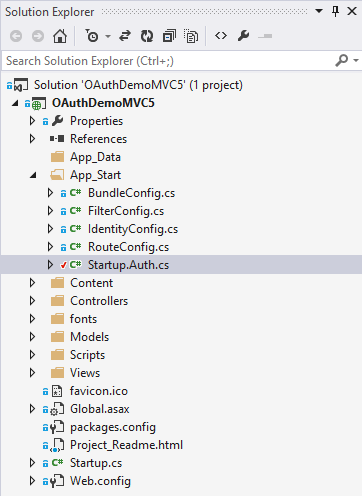 Solution Explorer
Search Solution Explorer (Ctrl+;)
Solution 'OAuthDemoMVC5' (1 project)
OAuthDemoMVC5
Properties
References
App_Data
App_Start
BundleConfig.cs
FilterConfig.cs
IdentityConfig.cs
RouteConfig.cs
Startup.Auth.cs
Content
Controllers
fonts
Models
Scripts
Views
favicon.ico
Global.asax
packages.config
Project_Readme.html
Startup.cs
Web.config